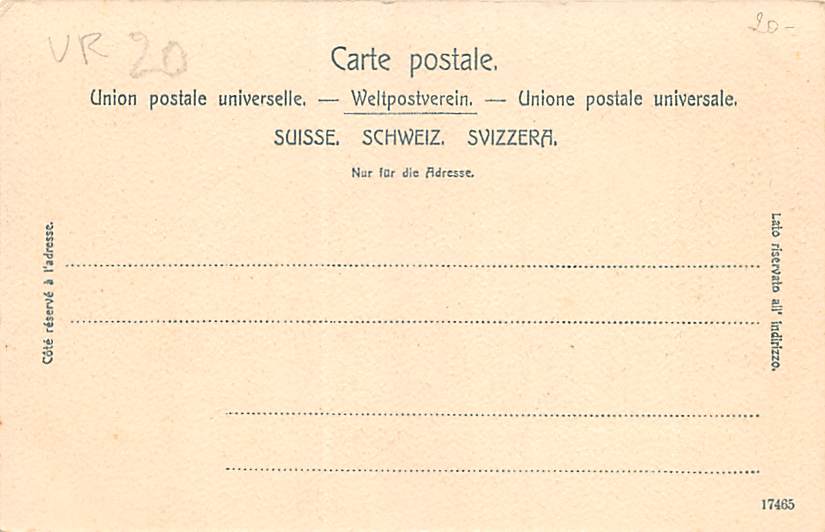 VR 20
20-
Carte postale.
Union postale universelle. — Weltpostverein. — Unione postale universale.
SUISSE. SCHWEIZ. SVIZZERA.
Nur für die Adresse.
Côté réservé à l'adresse.
Lato riservato all' indirizzo.
17465